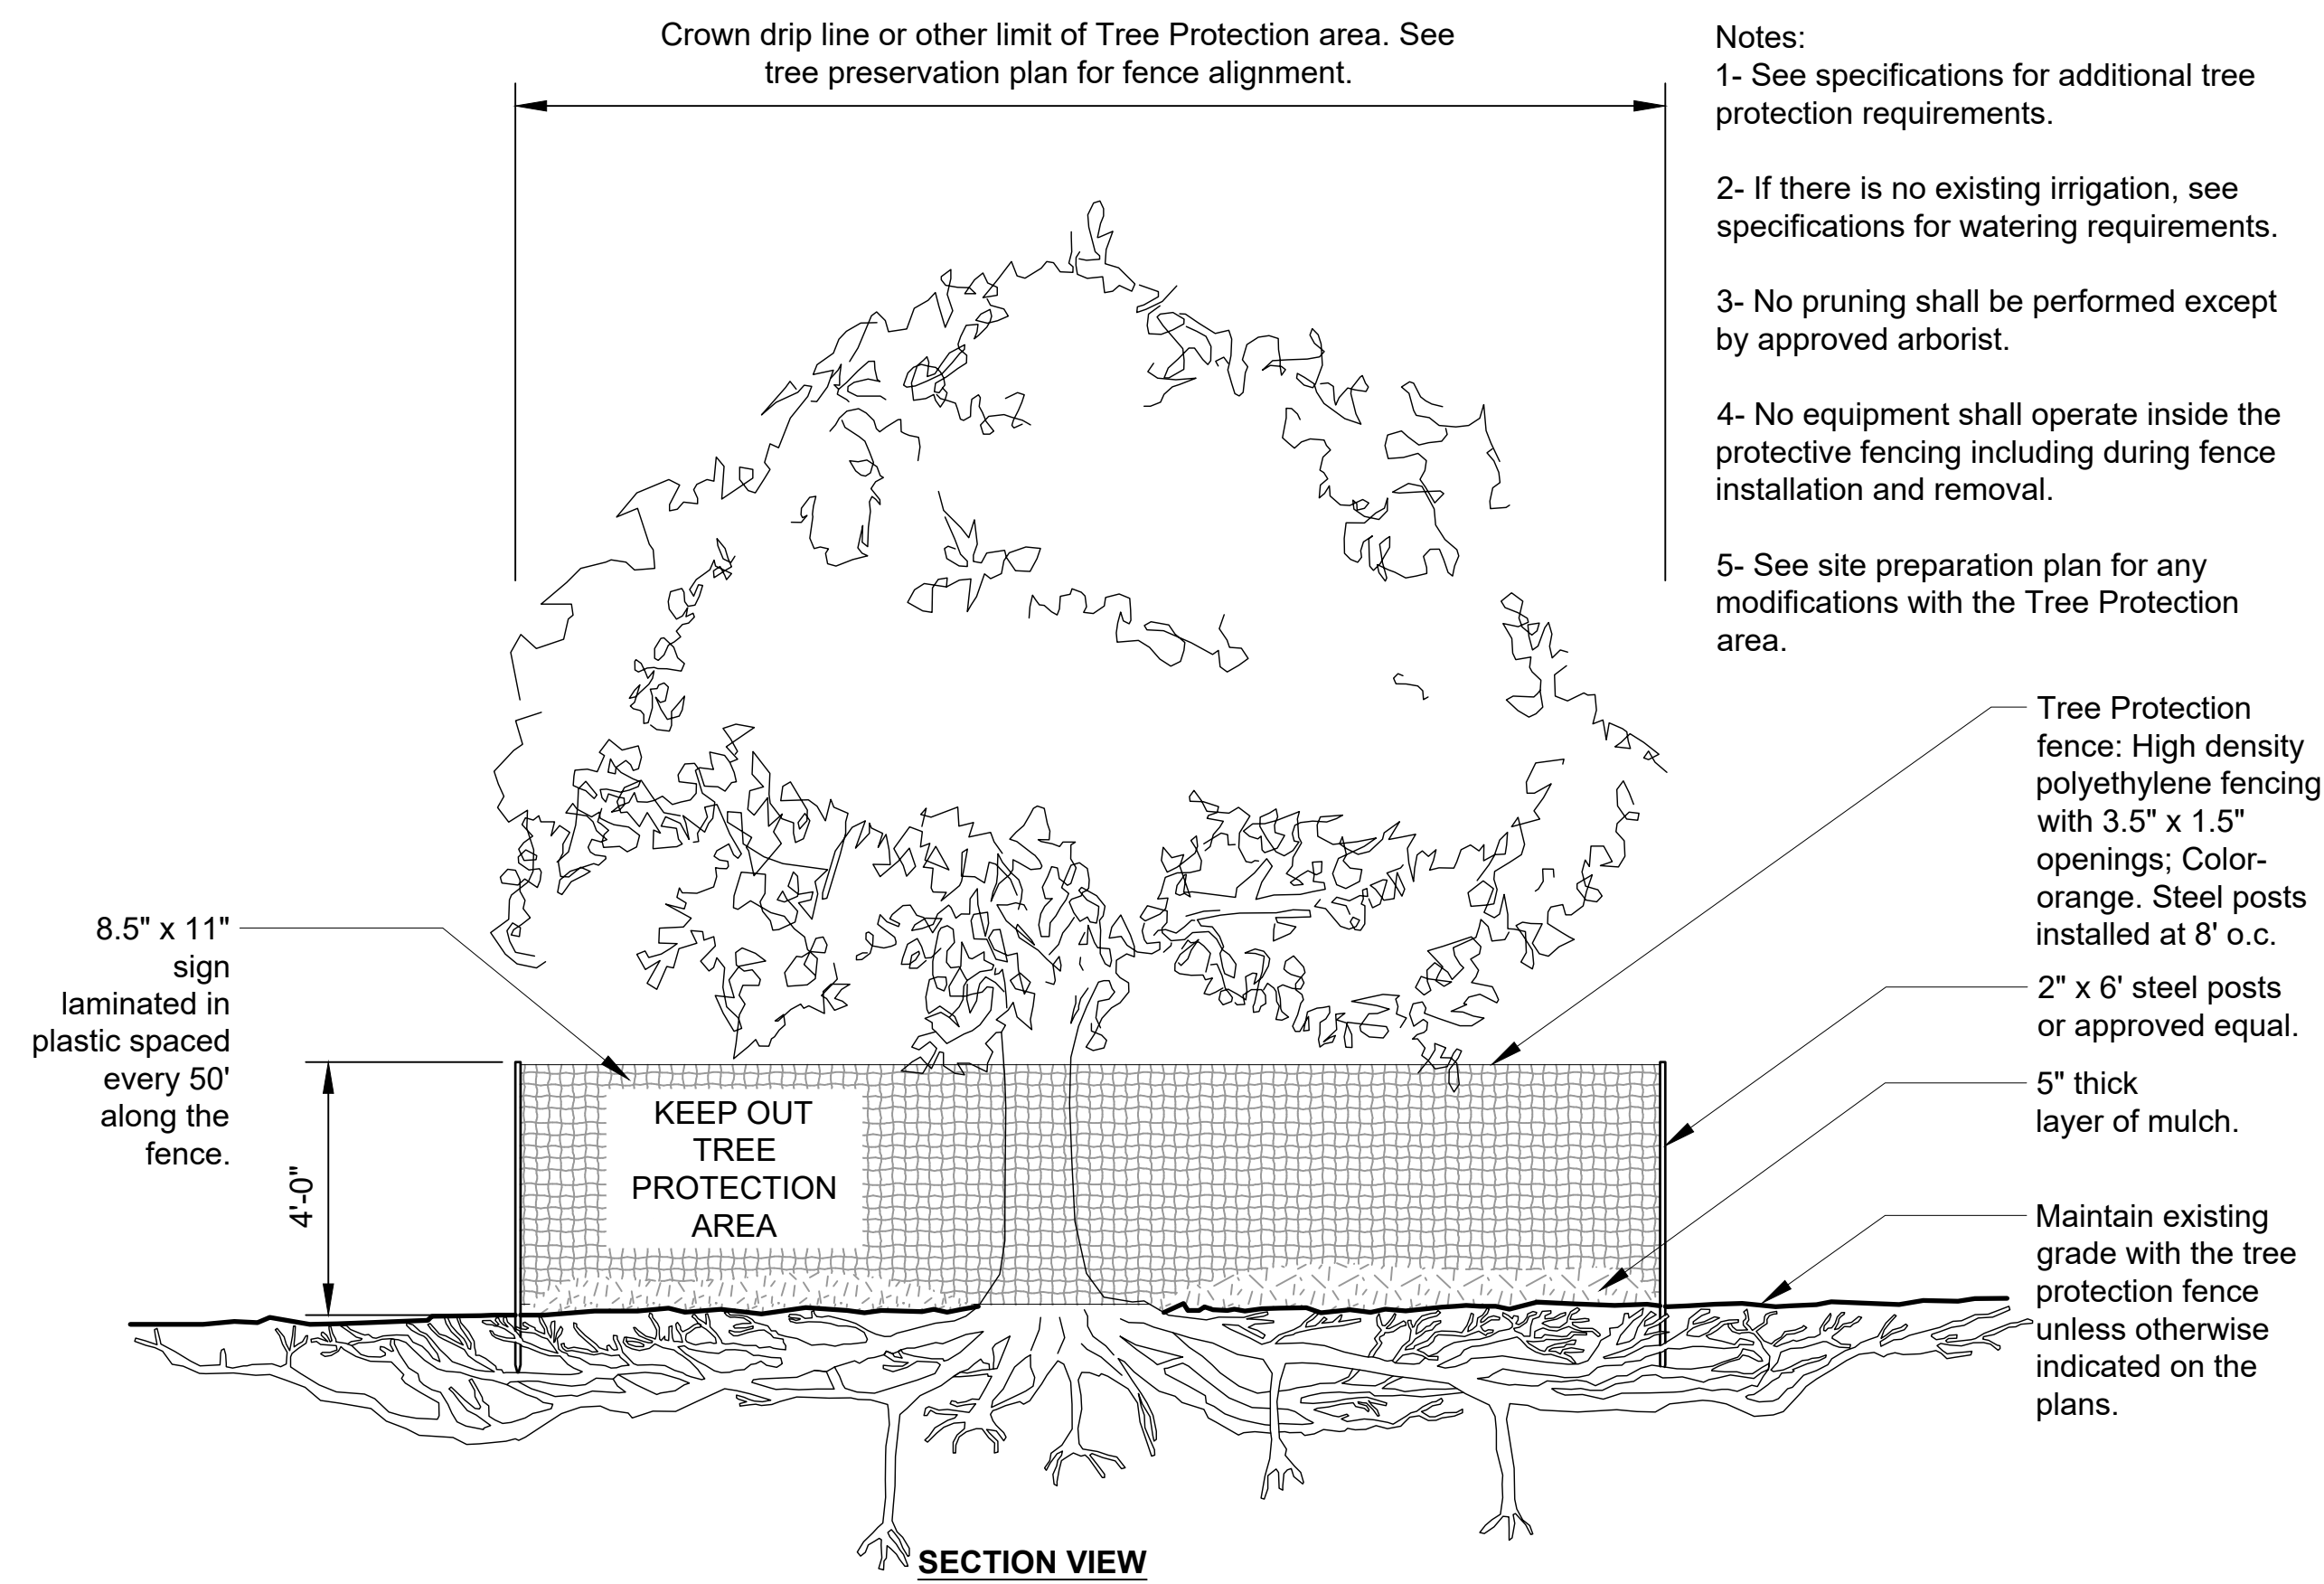 Crown drip line or other limit of Tree Protection area. See
tree preservation plan for fence alignment.
Notes:
1- See specifications for additional tree
protection requirements.
2- If there is no existing irrigation, see
specifications for watering requirements.
3- No pruning shall be performed except
by approved arborist.
4- No equipment shall operate inside the
protective fencing including during fence
installation and removal.
5- See site preparation plan for any
modifications with the Tree Protection
area.
Tree Protection
fence: High density
polyethylene fencing
with 3.5" x 1.5"
openings; Color-
orange. Steel posts
installed at 8' o.c.
2" x 6' steel posts
or approved equal.
5" thick
layer of mulch.
Maintain existing
grade with the tree
protection fence
unless otherwise
indicated on the
plans.
8.5" x 11"
sign
laminated in
plastic spaced
every 50'
along the
fence.
4'-0"
KEEP OUT
TREE
PROTECTION
AREA
SECTION VIEW